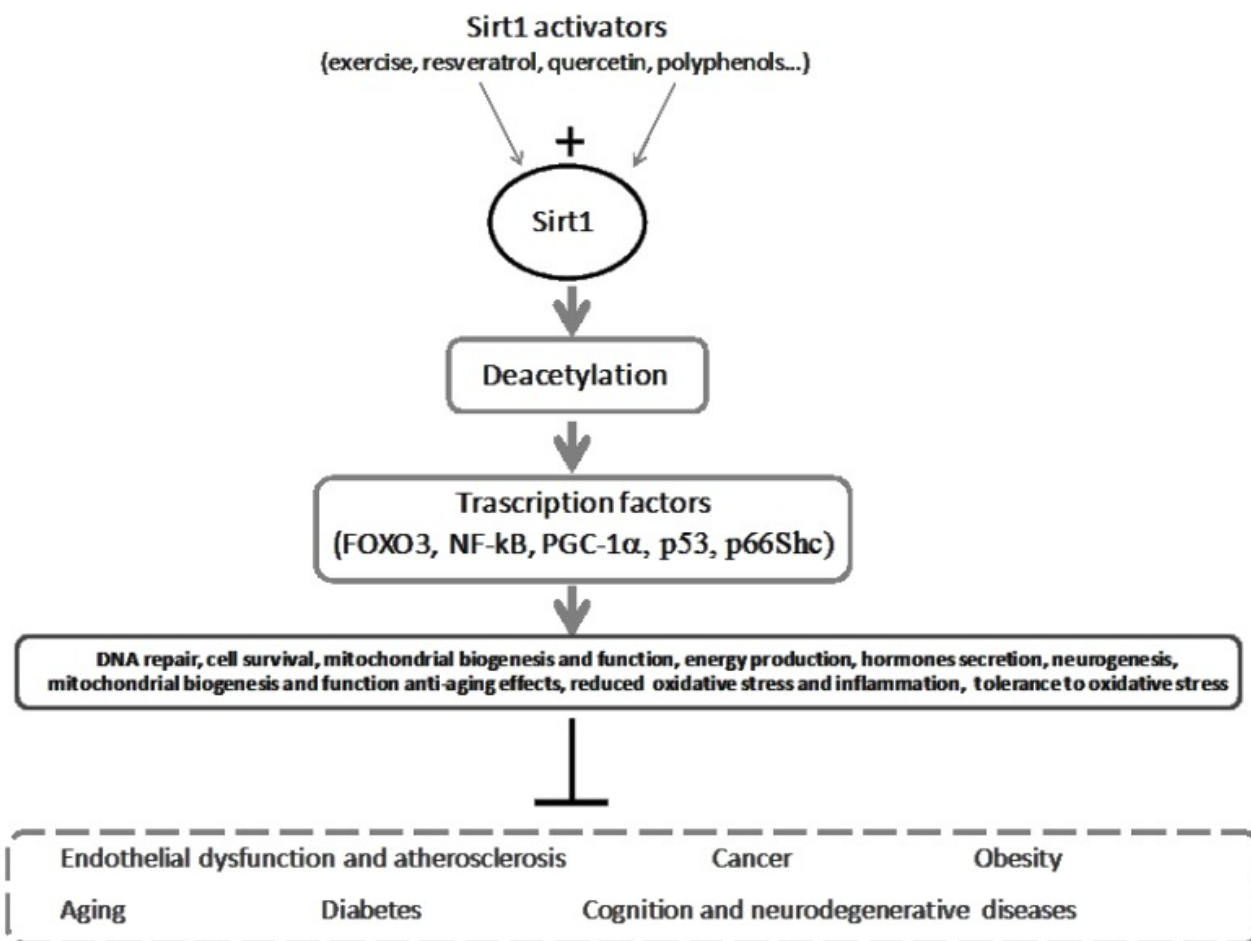 Sirt1 activators
(exercise, resveratrol, quercetin, polyphenols...)
+
Sirt1
Deacetylation
Trascription factors
(FOXO3, NF-kB, PGC-1α, p53, p66Shc)
DNA repair, cell survival, mitochondrial biogenesis and function, energy production, hormones secretion, neurogenesis,
mitochondrial biogenesis and function anti-aging effects, reduced oxidative stress and inflammation, tolerance to oxidative stress
Endothelial dysfunction and atherosclerosis Cancer Obesity
Aging Diabetes Cognition and neurodegenerative diseases